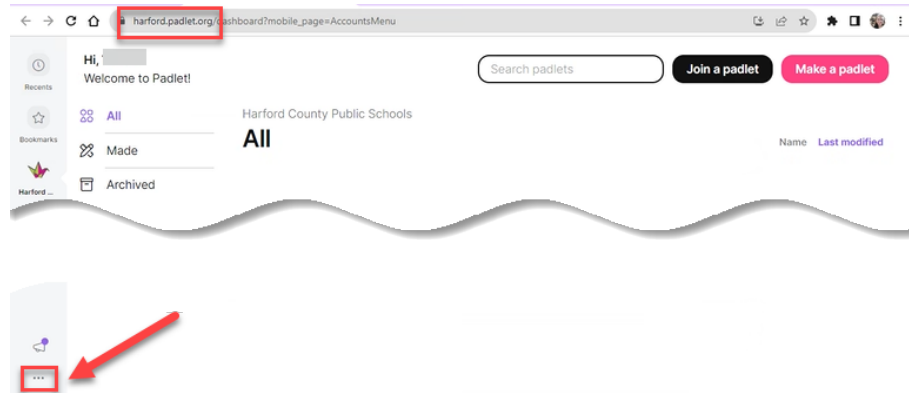 harford.padlet.org/dashboard?mobile_page=AccountsMenu
Hi,
Welcome to Padlet!
Search padlets
Join a padlet
Make a padlet
Recents
Bookmarks
Harford ...
All
Made
Archived
Harford County Public Schools
All
Name Last modified